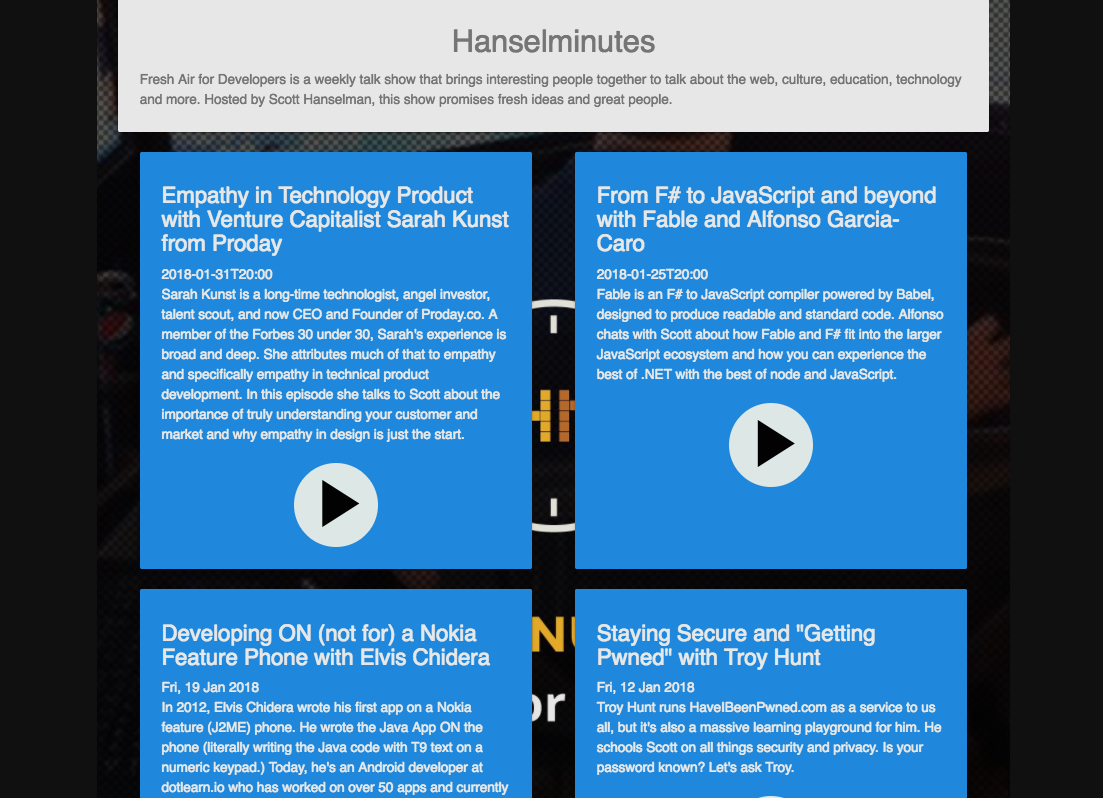 Hanselminutes
Fresh Air for Developers is a weekly talk show that brings interesting people together to talk about the web, culture, education, technology
and more. Hosted by Scott Hanselman, this show promises fresh ideas and great people.
Empathy in Technology Product
with Venture Capitalist Sarah Kunst
from Proday
2018-01-31T20:00
Sarah Kunst is a long-time technologist, angel investor,
talent scout, and now CEO and Founder of Proday.co. A
member of the Forbes 30 under 30, Sarah's experience is
broad and deep. She attributes much of that to empathy
and specifically empathy in technical product
development. In this episode she talks to Scott about the
importance of truly understanding your customer and
market and why empathy in design is just the start.
From F# to JavaScript and beyond
with Fable and Alfonso Garcia-
Caro
2018-01-25T20:00
Fable is an F# to JavaScript compiler powered by Babel,
designed to produce readable and standard code. Alfonso
chats with Scott about how Fable and F# fit into the larger
JavaScript ecosystem and how you can experience the
best of .NET with the best of node and JavaScript.
Developing ON (not for) a Nokia
Feature Phone with Elvis Chidera
Fri, 19 Jan 2018
In 2012, Elvis Chidera wrote his first app on a Nokia
feature (J2ME) phone. He wrote the Java App ON the
phone (literally writing the Java code with T9 text on a
numeric keypad.) Today, he's an Android developer at
dotlearn.io who has worked on over 50 apps and currently
Staying Secure and "Getting
Pwned" with Troy Hunt
Fri, 12 Jan 2018
Troy Hunt runs HaveIBeenPwned.com as a service to us
all, but it's also a massive learning playground for him. He
schools Scott on all things security and privacy. Is your
password known? Let's ask Troy.